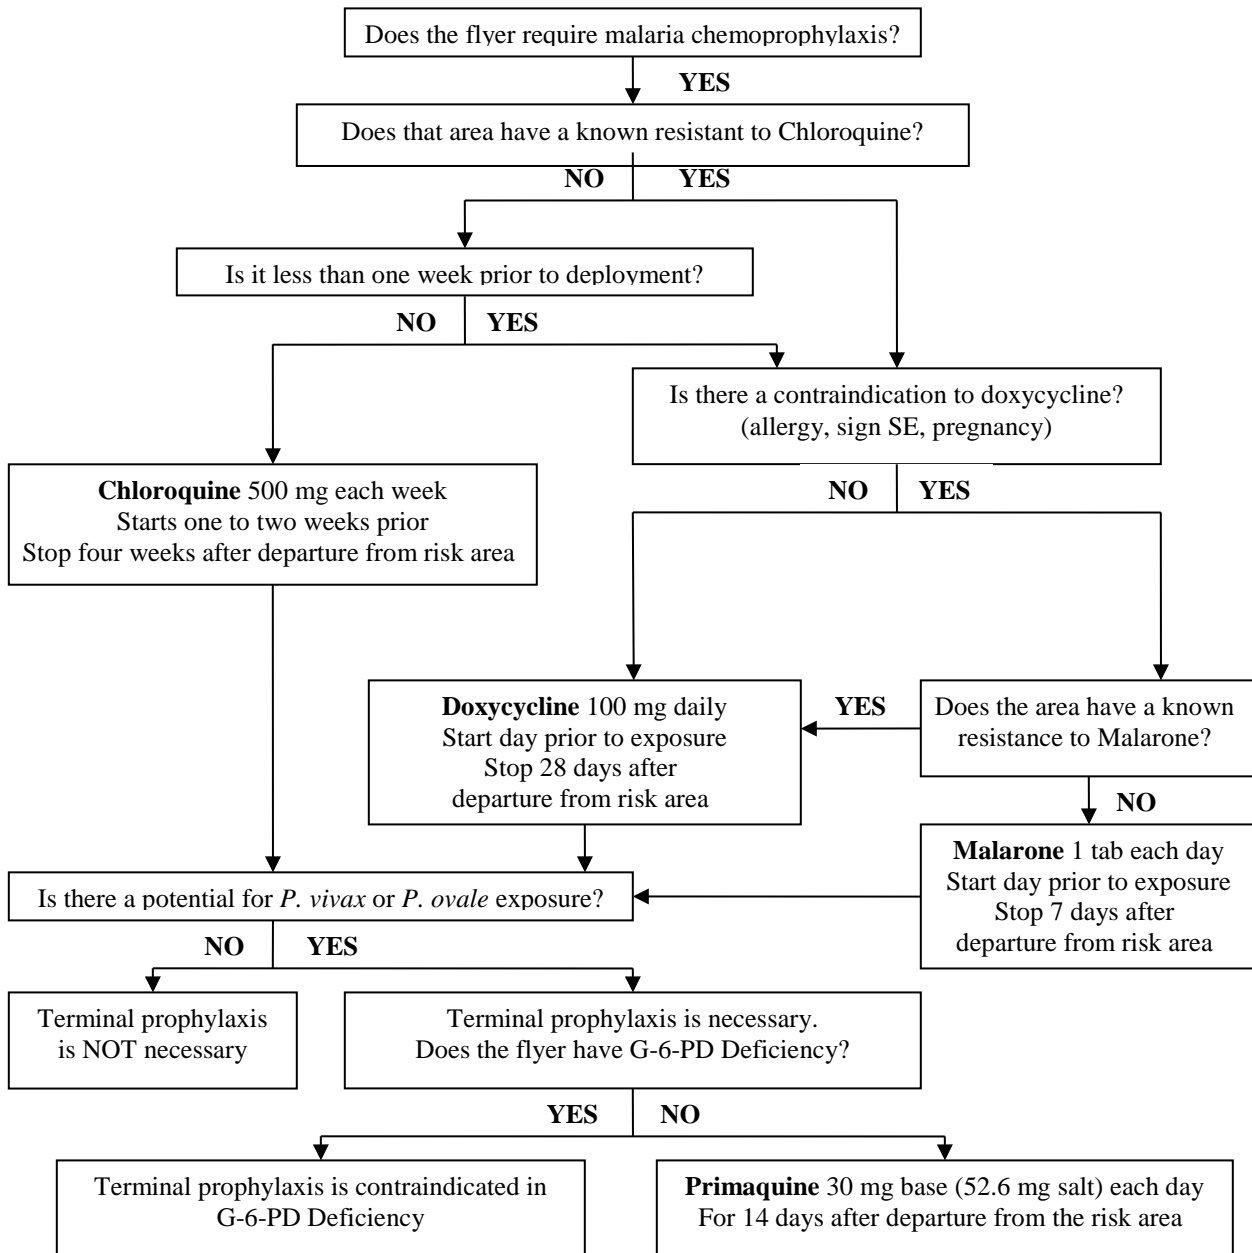 Does the flyer require malaria chemoprophylaxis?
YES
Does that area have a known resistant to Chloroquine?
NO YES
Is it less than one week prior to deployment?
NO YES
Is there a contraindication to doxycycline?
(allergy, sign SE, pregnancy)
NO YES
Chloroquine 500 mg each week
Starts one to two weeks prior
Stop four weeks after departure from risk area
Doxycycline 100 mg daily
Start day prior to exposure
Stop 28 days after
departure from risk area
YES
Does the area have a known
resistance to Malarone?
NO
Malarone 1 tab each day
Start day prior to exposure
Stop 7 days after
departure from risk area
Is there a potential for P. vivax or P. ovale exposure?
NO YES
Terminal prophylaxis
is NOT necessary
Terminal prophylaxis is necessary.
Does the flyer have G-6-PD Deficiency?
YES NO
Terminal prophylaxis is contraindicated in
G-6-PD Deficiency
Primaquine 30 mg base (52.6 mg salt) each day
For 14 days after departure from the risk area